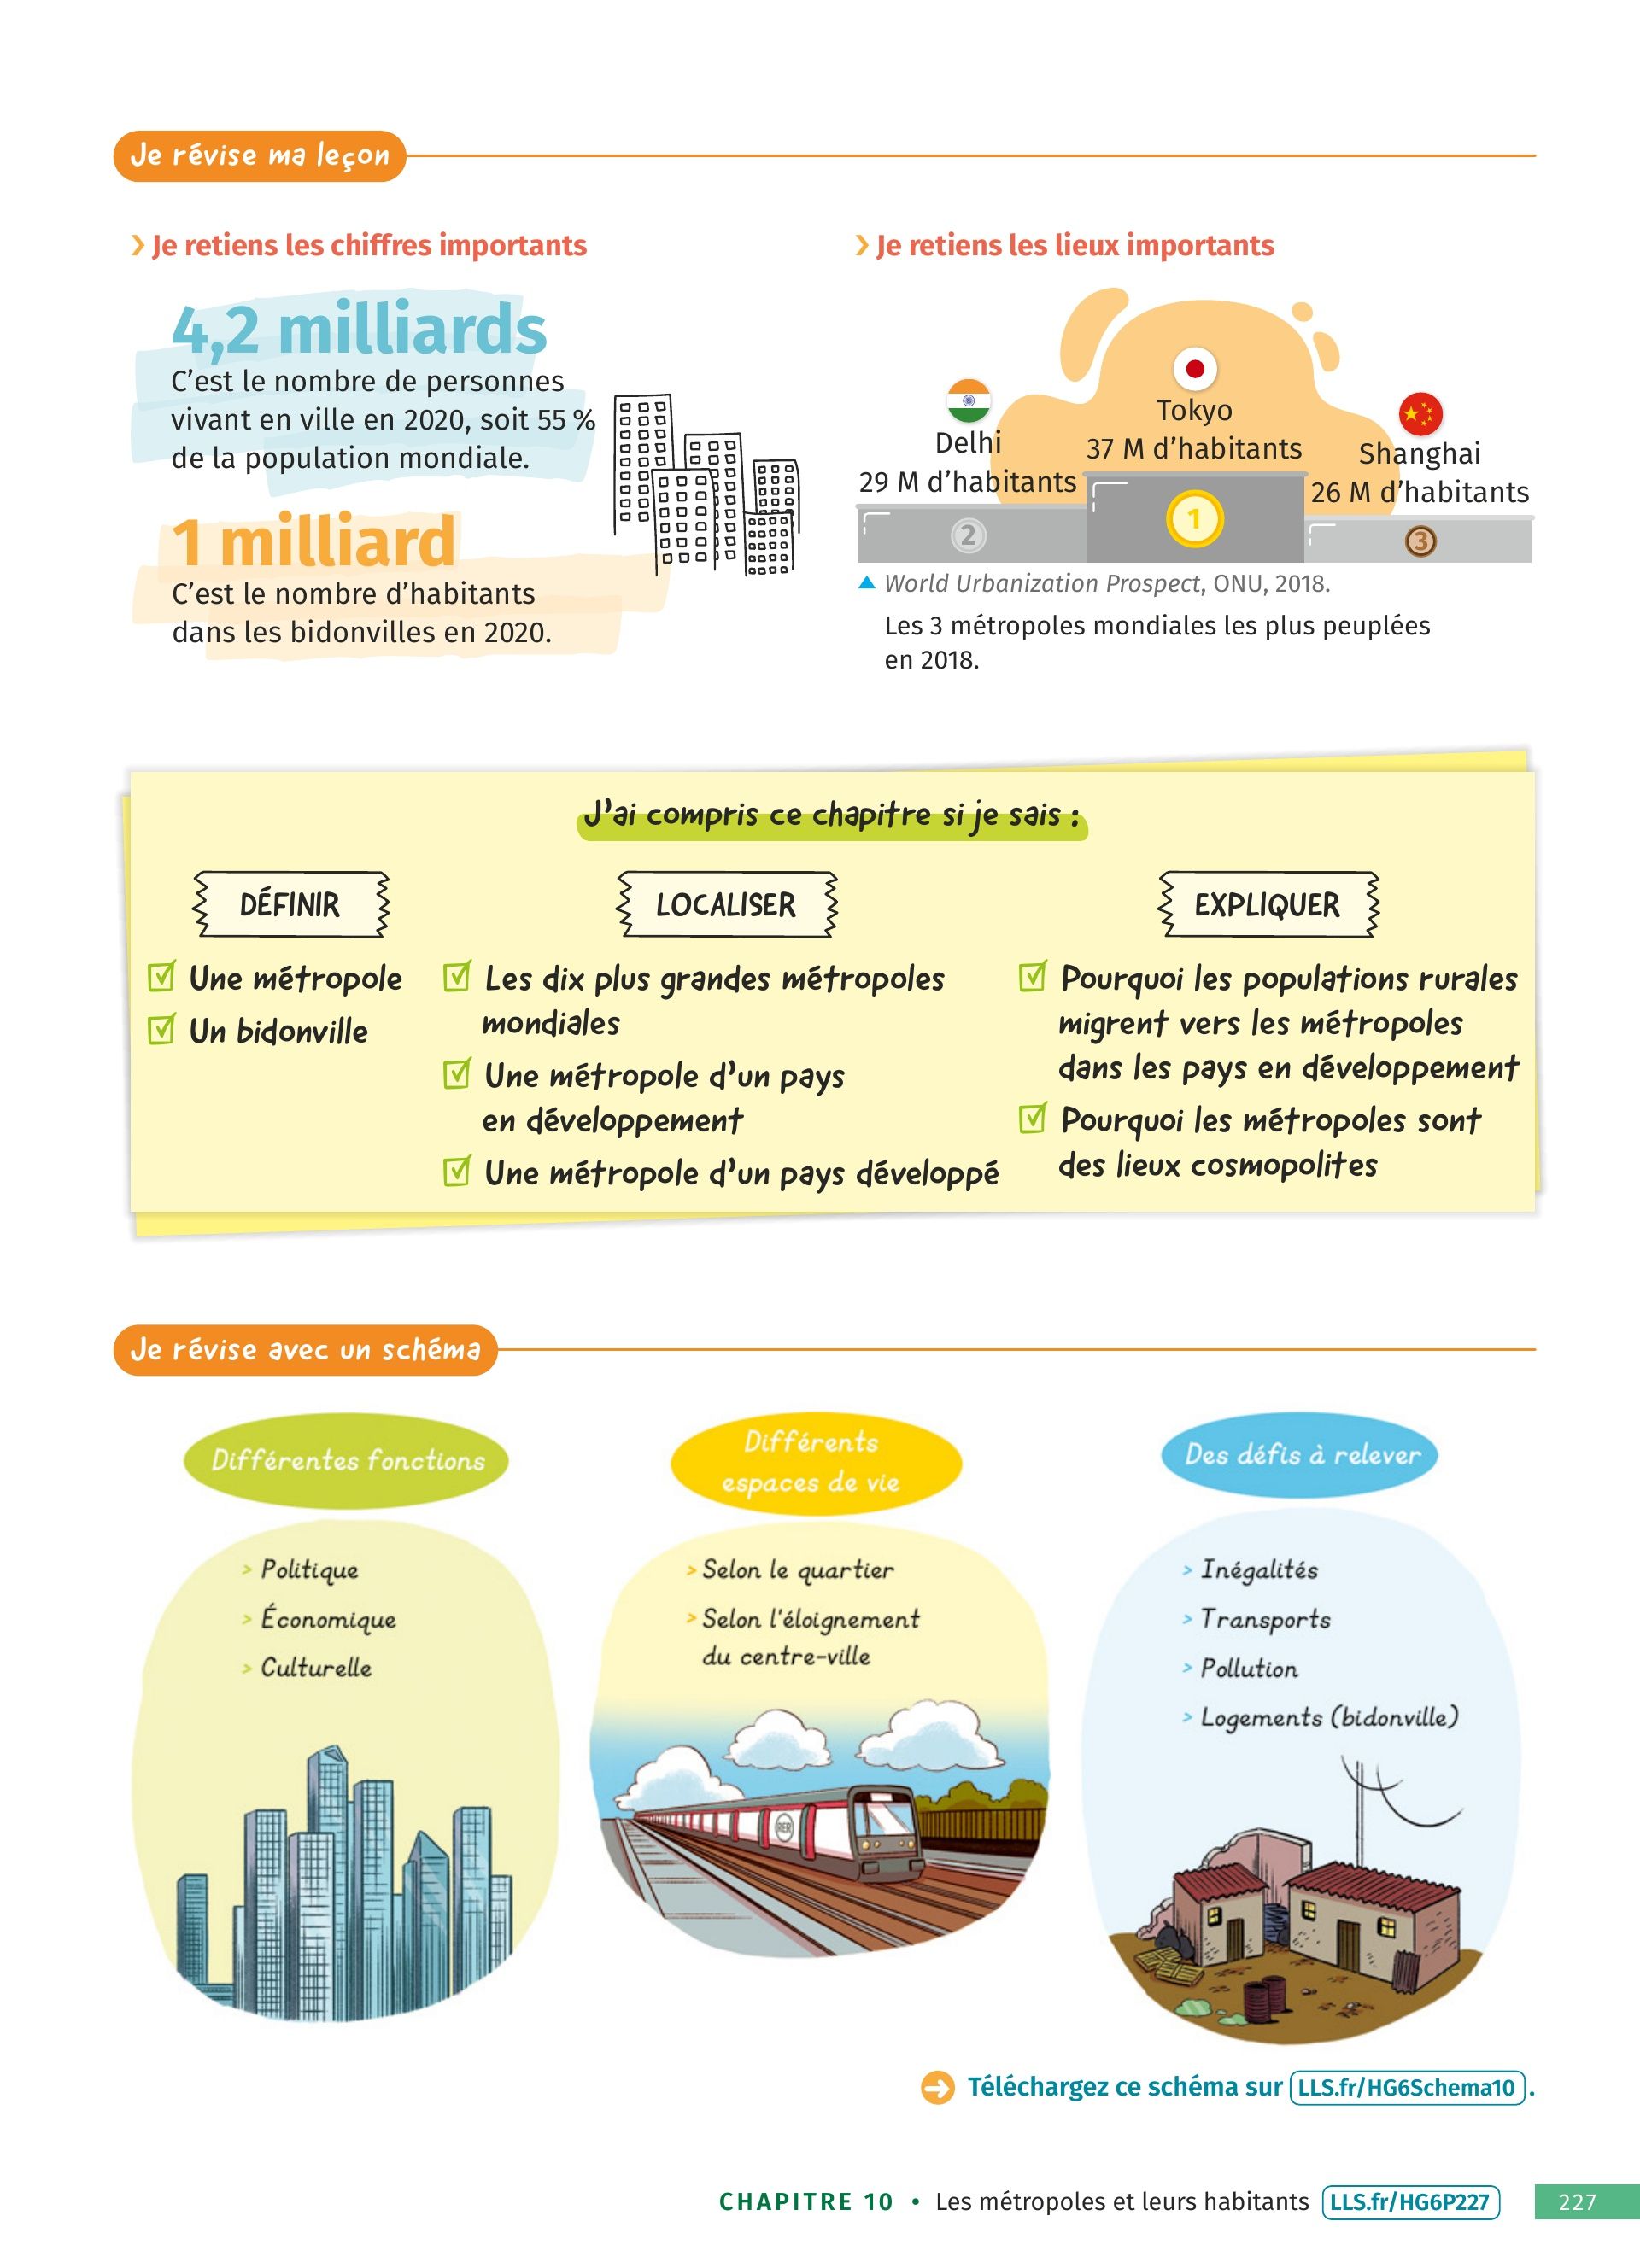 Je révise ma leçon
› Je retiens les chiffres importants
4,2 milliards
C'est le nombre de personnes
vivant en ville en 2020, soit 55 %
de la population mondiale.
1 milliard
C'est le nombre d'habitants
dans les bidonvilles en 2020.
› Je retiens les lieux importants
Tokyo
37 M d'habitants
Delhi
29 M d'habitants
Shanghai
26 M d'habitants
2
1
3
World Urbanization Prospect, ONU, 2018.
Les 3 métropoles mondiales les plus peuplées
en 2018.
J'ai compris ce chapitre si je sais :
DÉFINIR
Une métropole
Un bidonville
LOCALISER
Les dix plus grandes métropoles
mondiales
Une métropole d'un pays
en développement
Une métropole d'un pays développé
EXPLIQUER
Pourquoi les populations rurales
migrent vers les métropoles
dans les pays en développement
Pourquoi les métropoles sont
des lieux cosmopolites
Je révise avec un schéma
Différentes fonctions
> Politique
> Économique
> Culturelle
Différents
espaces de vie
> Selon le quartier
> Selon l'éloignement
du centre-ville
RER
Des défis à relever
> Inégalités
> Transports
> Pollution
> Logements (bidonville)
Téléchargez ce schéma sur LLS.fr/HG6Schema10 .
CHAPITRE 10 • Les métropoles et leurs habitants LLS.fr/HG6P227 227